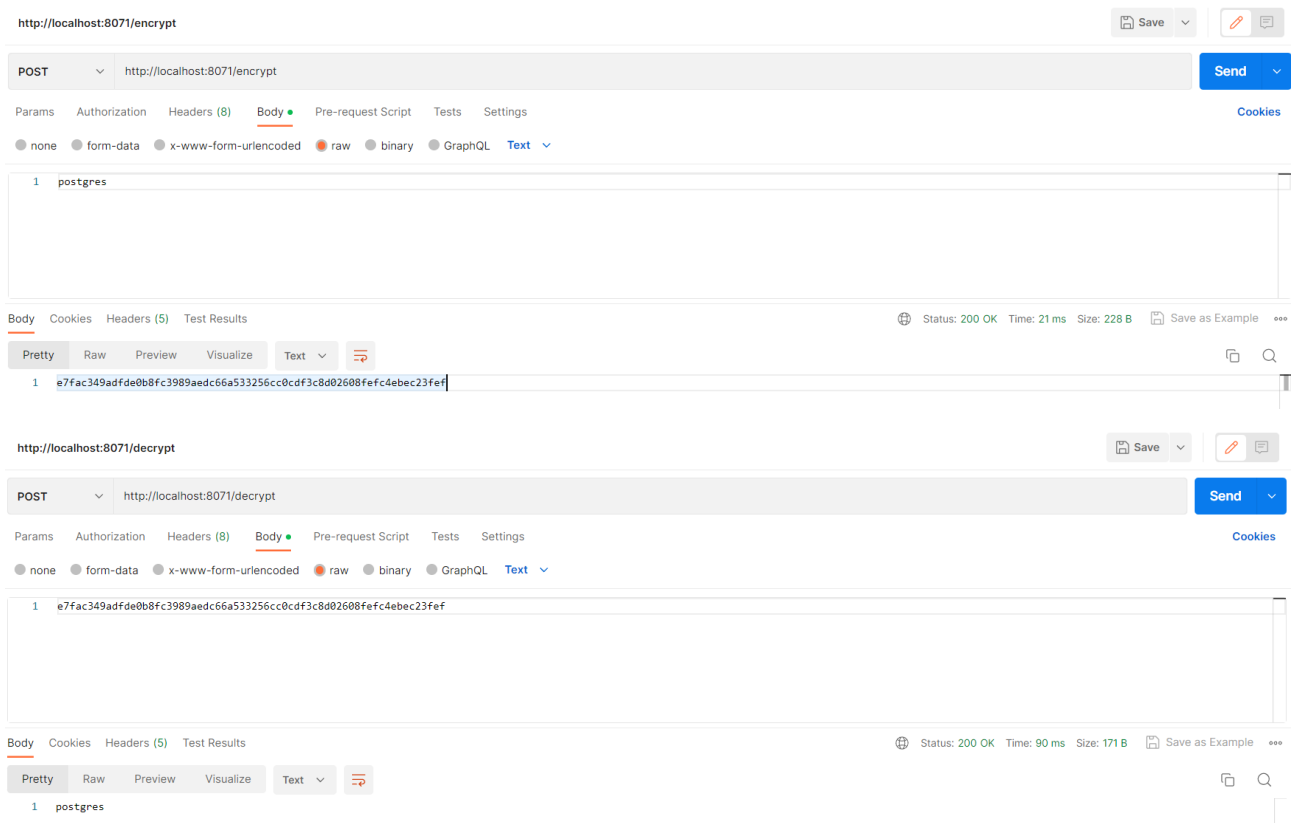 http://localhost:8071/encrypt Save
POST http://localhost:8071/encrypt Send
Params Authorization Headers (8) Body Pre-request Script Tests Settings Cookies
none form-data x-www-form-urlencoded raw binary GraphQL Text
1 postgres
Body Cookies Headers (5) Test Results Status: 200 OK Time: 21 ms Size: 228 B Save as Example
Pretty Raw Preview Visualize Text
1 e7fac349adfde0b8fc3989aedc66a533256cc0cdf3c8d02608fefc4ebec23fef
http://localhost:8071/decrypt Save
POST http://localhost:8071/decrypt Send
Params Authorization Headers (8) Body Pre-request Script Tests Settings Cookies
none form-data x-www-form-urlencoded raw binary GraphQL Text
1 e7fac349adfde0b8fc3989aedc66a533256cc0cdf3c8d02608fefc4ebec23fef
Body Cookies Headers (5) Test Results Status: 200 OK Time: 90 ms Size: 171 B Save as Example
Pretty Raw Preview Visualize Text
1 postgres